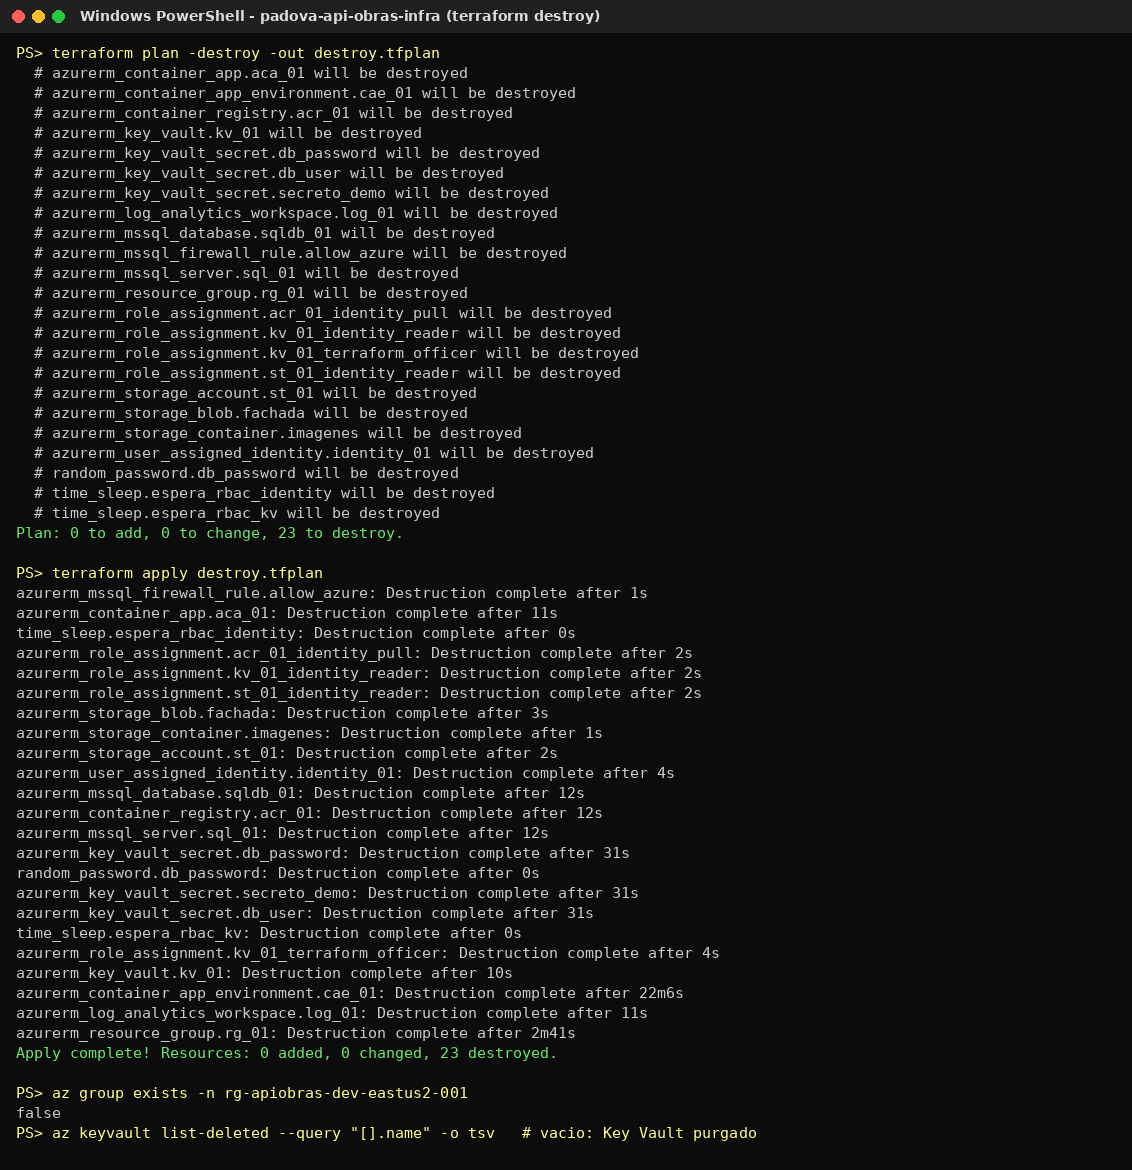 Windows PowerShell - padova-api-obras-infra (terraform destroy)
PS> terraform plan -destroy -out destroy.tfplan
# azurerm_container_app.aca_01 will be destroyed
# azurerm_container_app_environment.cae_01 will be destroyed
# azurerm_container_registry.acr_01 will be destroyed
# azurerm_key_vault.kv_01 will be destroyed
# azurerm_key_vault_secret.db_password will be destroyed
# azurerm_key_vault_secret.db_user will be destroyed
# azurerm_key_vault_secret.secreto_demo will be destroyed
# azurerm_log_analytics_workspace.log_01 will be destroyed
# azurerm_mssql_database.sqldb_01 will be destroyed
# azurerm_mssql_firewall_rule.allow_azure will be destroyed
# azurerm_mssql_server.sql_01 will be destroyed
# azurerm_resource_group.rg_01 will be destroyed
# azurerm_role_assignment.acr_01_identity_pull will be destroyed
# azurerm_role_assignment.kv_01_identity_reader will be destroyed
# azurerm_role_assignment.kv_01_terraform_officer will be destroyed
# azurerm_role_assignment.st_01_identity_reader will be destroyed
# azurerm_storage_account.st_01 will be destroyed
# azurerm_storage_blob.fachada will be destroyed
# azurerm_storage_container.imagenes will be destroyed
# azurerm_user_assigned_identity.identity_01 will be destroyed
# random_password.db_password will be destroyed
# time_sleep.espera_rbac_identity will be destroyed
# time_sleep.espera_rbac_kv will be destroyed
Plan: 0 to add, 0 to change, 23 to destroy.
PS> terraform apply destroy.tfplan
azurerm_mssql_firewall_rule.allow_azure: Destruction complete after 1s
azurerm_container_app.aca_01: Destruction complete after 11s
time_sleep.espera_rbac_identity: Destruction complete after 0s
azurerm_role_assignment.acr_01_identity_pull: Destruction complete after 2s
azurerm_role_assignment.kv_01_identity_reader: Destruction complete after 2s
azurerm_role_assignment.st_01_identity_reader: Destruction complete after 2s
azurerm_storage_blob.fachada: Destruction complete after 3s
azurerm_storage_container.imagenes: Destruction complete after 1s
azurerm_storage_account.st_01: Destruction complete after 2s
azurerm_user_assigned_identity.identity_01: Destruction complete after 4s
azurerm_mssql_database.sqldb_01: Destruction complete after 12s
azurerm_container_registry.acr_01: Destruction complete after 12s
azurerm_mssql_server.sql_01: Destruction complete after 12s
azurerm_key_vault_secret.db_password: Destruction complete after 31s
random_password.db_password: Destruction complete after 0s
azurerm_key_vault_secret.secreto_demo: Destruction complete after 31s
azurerm_key_vault_secret.db_user: Destruction complete after 31s
time_sleep.espera_rbac_kv: Destruction complete after 0s
azurerm_role_assignment.kv_01_terraform_officer: Destruction complete after 4s
azurerm_key_vault.kv_01: Destruction complete after 10s
azurerm_container_app_environment.cae_01: Destruction complete after 22m6s
azurerm_log_analytics_workspace.log_01: Destruction complete after 11s
azurerm_resource_group.rg_01: Destruction complete after 2m41s
Apply complete! Resources: 0 added, 0 changed, 23 destroyed.
PS> az group exists -n rg-apiobras-dev-eastus2-001
false
PS> az keyvault list-deleted --query "[].name" -o tsv   # vacio: Key Vault purgado